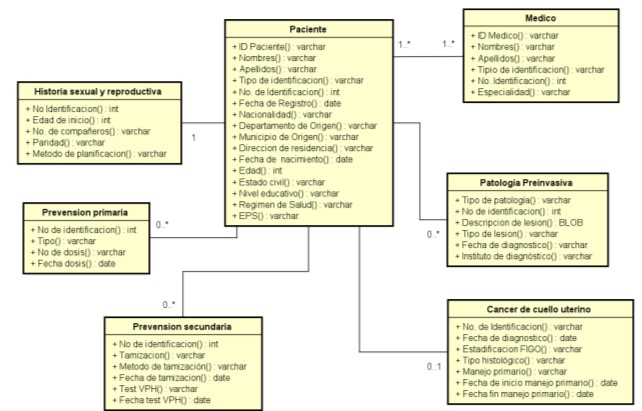 Paciente
+ ID Paciente() : varchar
+ Nombres() : varchar
+ Apellidos() : varchar
+ Tipo de identificacion() : varchar
+ No. de Identificacion() : int
+ Fecha de Registro() : date
+ Nacionalidad() : varchar
+ Departamento de Origen() : varchar
+ Municipio de Origen() : varchar
+ Direccion de residencia() : varchar
+ Fecha de nacimiento() : date
+ Edad() : int
+ Estado civil() : varchar
+ Nivel educativo() : varchar
+ Regimen de Salud() : varchar
+ EPS() : varchar
1..*
1..*
Medico
+ ID Medico() : varchar
+ Nombres() : varchar
+ Apellidos() : varchar
+ Tipio de identificacion() : varchar
+ No. Identificacion() : int
+ Especialidad() : varchar
Historia sexual y reproductiva
+ No Identificacion() : int
+ Edad de inicio() : int
+ No. de compañeros() : varchar
+ Paridad() : varchar
+ Metodo de planificacion() : varchar
1
Patologia Preinvasiva
+ Tipo de patología() : varchar
+ No de identificacion() : int
+ Descripcion de lesion() : BLOB
+ Tipo de lesion() : varchar
+ Fecha de diagnostico() : varchar
+ Instituto de diagnóstico() : varchar
0..*
Prevension primaria
+ No de identificacion() : int
+ Tipo() : varchar
+ No de dosis() : varchar
+ Fecha dosis() : date
0..*
0..*
Prevension secundaria
+ No de identificacion() : int
+ Tamizacion() : varchar
+ Metodo de tamización() : varchar
+ Fecha de tamizacion() : date
+ Test VPH() : varchar
+ Fecha test VPH() : date
Cancer de cuello uterino
+ No. de Identificacion() : varchar
+ Fecha de diagnostico() : date
+ Estadificacion FIGO() : varchar
+ Tipo histológico() : varchar
+ Manejo primario() : varchar
+ Fecha de inicio manejo primario() : date
+ Fecha fin manejo primario() : date
0..1